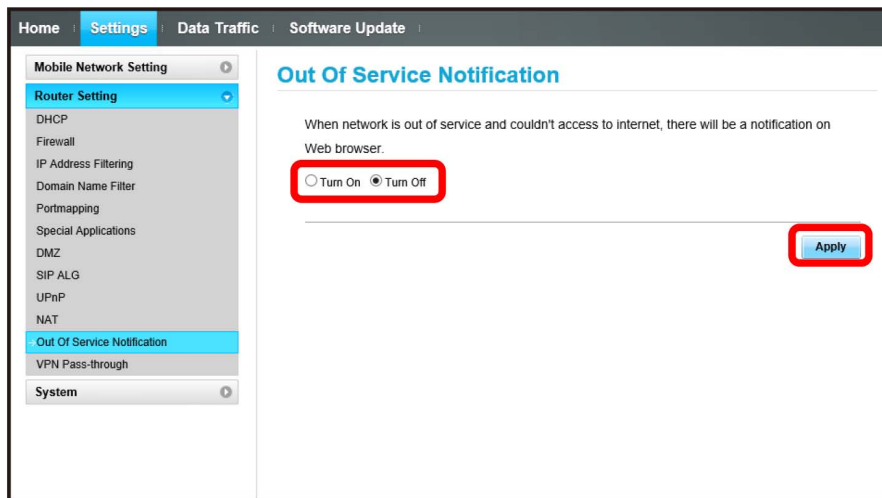 Home Settings Data Traffic Software Update
Mobile Network Setting
Router Setting
DHCP
Firewall
IP Address Filtering
Domain Name Filter
Portmapping
Special Applications
DMZ
SIP ALG
UPnP
NAT
Out Of Service Notification
VPN Pass-through
System
Out Of Service Notification
When network is out of service and couldn't access to internet, there will be a notification on
Web browser.
Turn On Turn Off
Apply